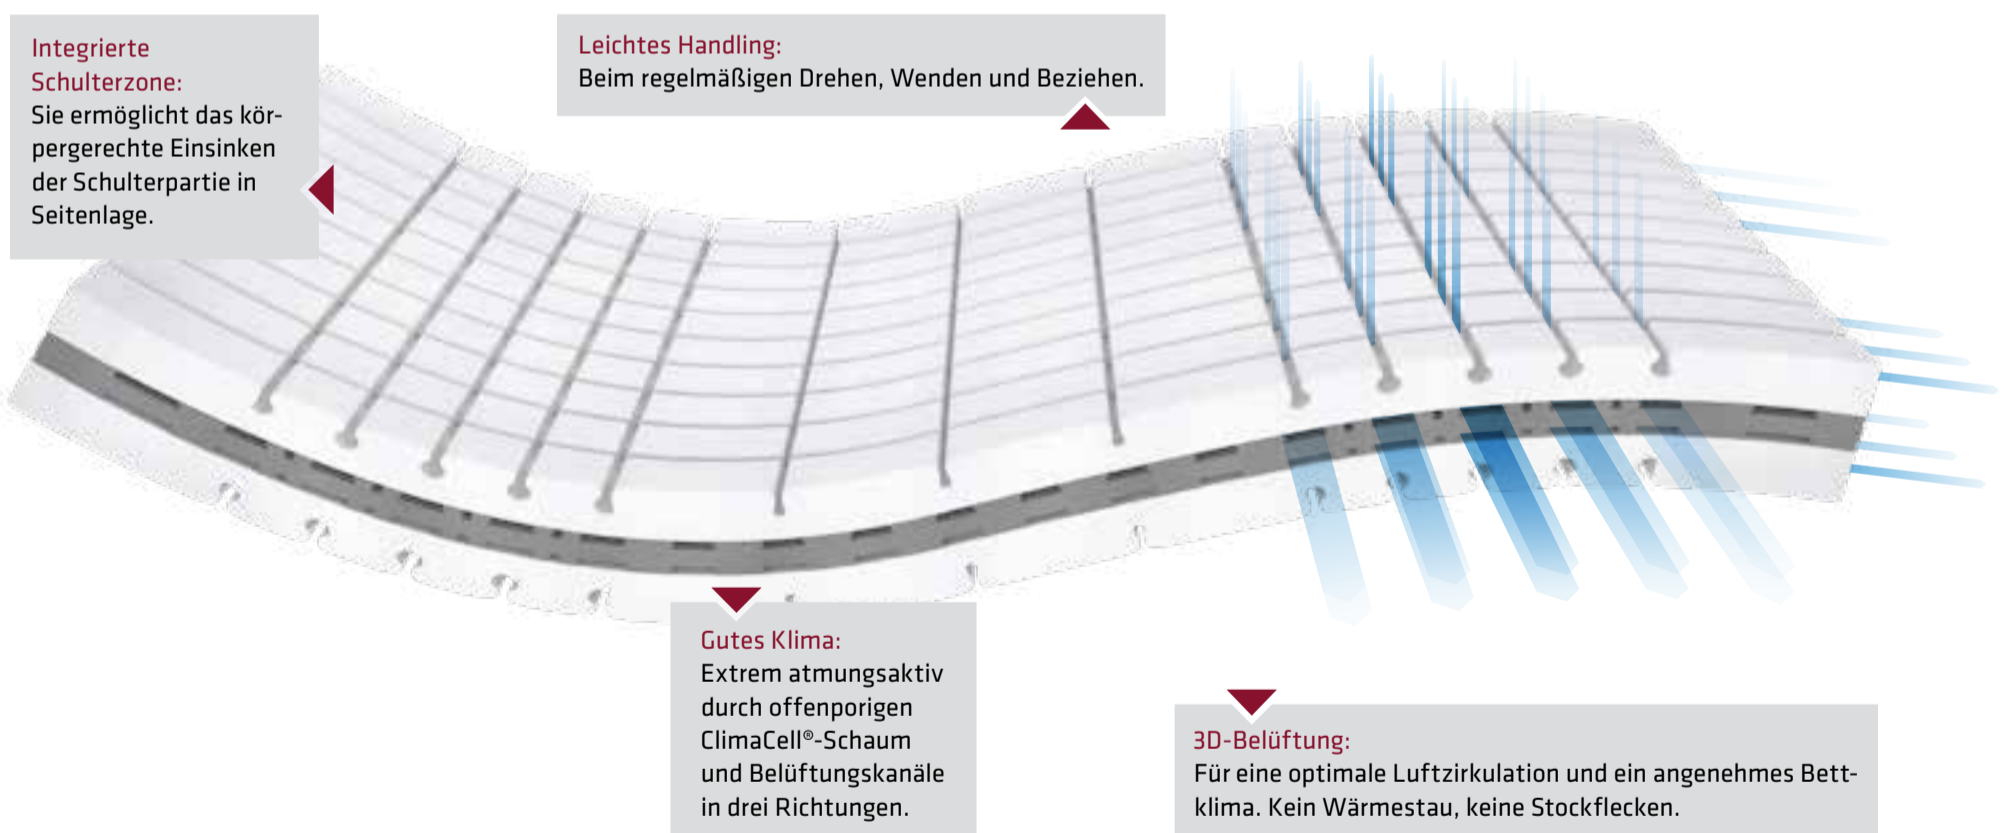 Integrierte
Schulterzone:
Sie ermöglicht das kör-
pergerechte Einsinken
der Schulterpartie in
Seitenlage.
Leichtes Handling:
Beim regelmäßigen Drehen, Wenden und Beziehen.
Gutes Klima:
Extrem atmungsaktiv
durch offenporigen
ClimaCell®-Schaum
und Belüftungskanäle
in drei Richtungen.
3D-Belüftung:
Für eine optimale Luftzirkulation und ein angenehmes Bett-
klima. Kein Wärmestau, keine Stockflecken.